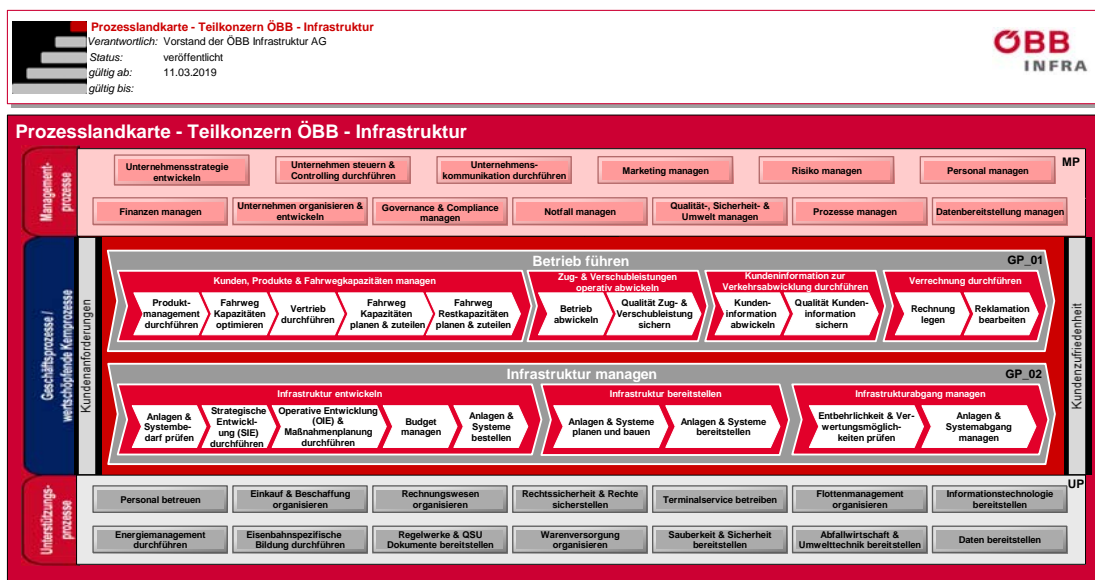 Prozesslandkarte - Teilkonzern ÖBB - Infrastruktur
Verantwortlich: Vorstand der ÖBB Infrastruktur AG
Status: veröffentlicht
gültig ab: 11.03.2019
gültig bis:
ÖBB
INFRA
Prozesslandkarte - Teilkonzern ÖBB - Infrastruktur
Management-
prozesse
MP
Unternehmensstrategie
entwickeln
Unternehmen steuern &
Controlling durchführen
Unternehmens-
kommunikation durchführen
Marketing managen
Risiko managen
Personal managen
Finanzen managen
Unternehmen organisieren &
entwickeln
Governance & Compliance
managen
Notfall managen
Qualität-, Sicherheit- &
Umwelt managen
Prozesse managen
Datenbereitstellung managen
Geschäftsprozesse /
wertschöpfende Kernprozesse
Kundenanforderungen
Betrieb führen
GP_01
Kunden, Produkte & Fahrwegkapazitäten managen
Produkt-
management
durchführen
Fahrweg
Kapazitäten
optimieren
Vertrieb
durchführen
Fahrweg
Kapazitäten
planen & zuteilen
Fahrweg
Restkapazitäten
planen & zuteilen
Zug- & Verschubleistungen
operativ abwickeln
Betrieb
abwickeln
Qualität Zug- &
Verschubleistung
sichern
Kundeninformation zur
Verkehrsabwicklung durchführen
Kunden-
information
abwickeln
Qualität Kunden-
information
sichern
Verrechnung durchführen
Rechnung
legen
Reklamation
bearbeiten
Infrastruktur managen
GP_02
Infrastruktur entwickeln
Anlagen &
Systembe-
darf prüfen
Strategische
Entwickl-
ung (SIE)
durchführen
Operative Entwicklung
(OIE) &
Maßnahmenplanung
durchführen
Budget
managen
Anlagen &
Systeme
bestellen
Infrastruktur bereitstellen
Anlagen & Systeme
planen und bauen
Anlagen & Systeme
bereitstellen
Infrastrukturabgang managen
Entbehrlichkeit & Ver-
wertungsmöglich-
keiten prüfen
Anlagen &
Systemabgang
managen
Kundenzufriedenheit
Unterstützungs-
prozesse
UP
Personal betreuen
Einkauf & Beschaffung
organisieren
Rechnungswesen
organisieren
Rechtssicherheit & Rechte
sicherstellen
Terminalservice betreiben
Flottenmanagement
organisieren
Informationstechnologie
bereitstellen
Energiemanagement
durchführen
Eisenbahnspezifische
Bildung durchführen
Regelwerke & QSU
Dokumente bereitstellen
Warenversorgung
organisieren
Sauberkeit & Sicherheit
bereitstellen
Abfallwirtschaft &
Umwelttechnik bereitstellen
Daten bereitstellen